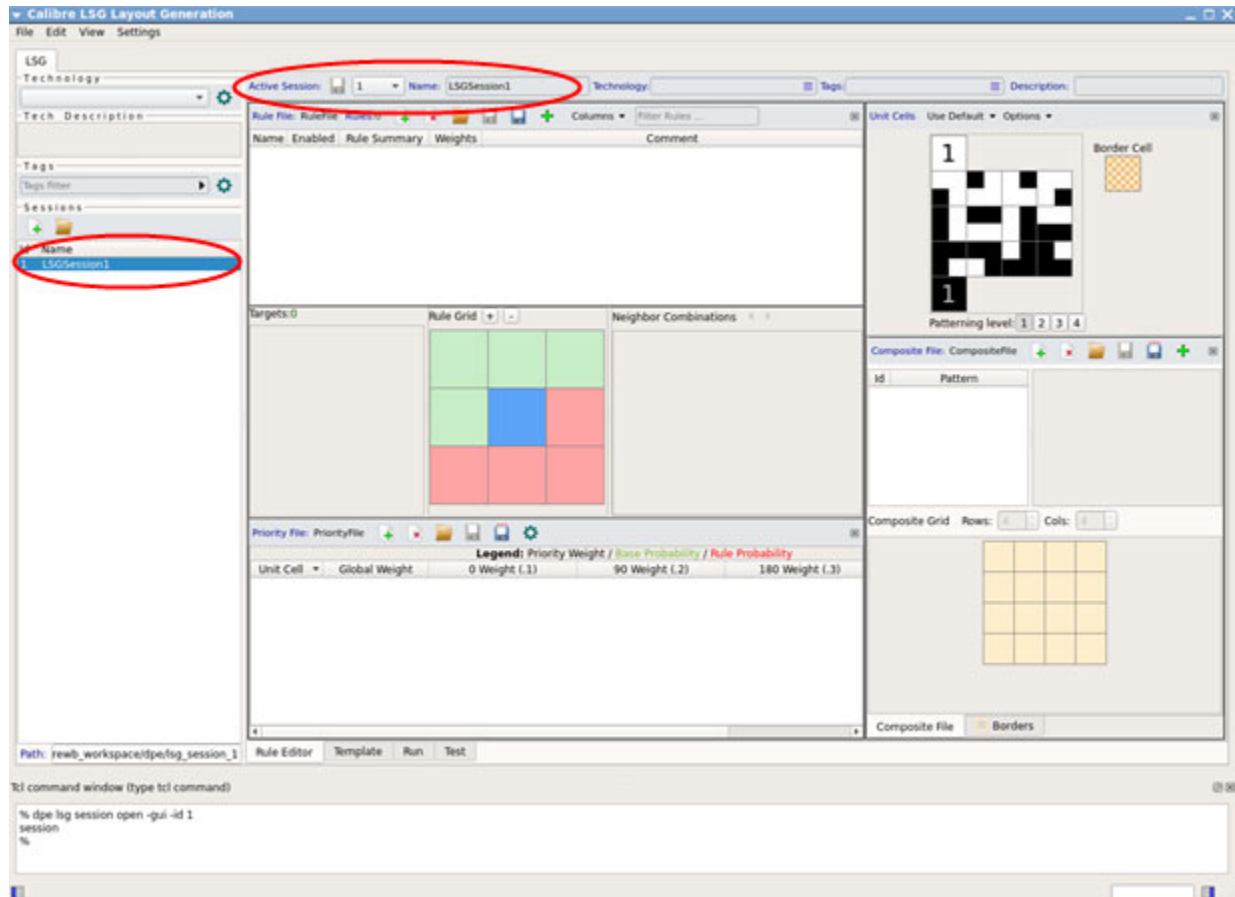 Calibre LSG Layout Generation
File Edit View Settings
LSG
Technology
Tech Description
Tags
Tags filter
Sessions
Id Name
1 LSGSession1
Path: rewb_workspace/dpe/lsg_session_1
Active Session: 1 Name: LSGSession1 Technology: Tags: Description:
Rule File: RuleFile Rules:0 Columns Filter Rules ...
Name Enabled Rule Summary Weights Comment
Targets:0 Rule Grid + - Neighbor Combinations
Priority File: PriorityFile
Legend: Priority Weight / Base Probability / Rule Probability
Unit Cell Global Weight 0 Weight (.1) 90 Weight (.2) 180 Weight (.3)
Rule Editor Template Run Test
Unit Cells Use Default Options
1
Border Cell
1
Patterning level: 1 2 3 4
Composite File: CompositeFile
Id Pattern
Composite Grid Rows: 4 Cols: 4
Composite File Borders
Tcl command window (type tcl command)
% dpe lsg session open -gui -id 1
session
%